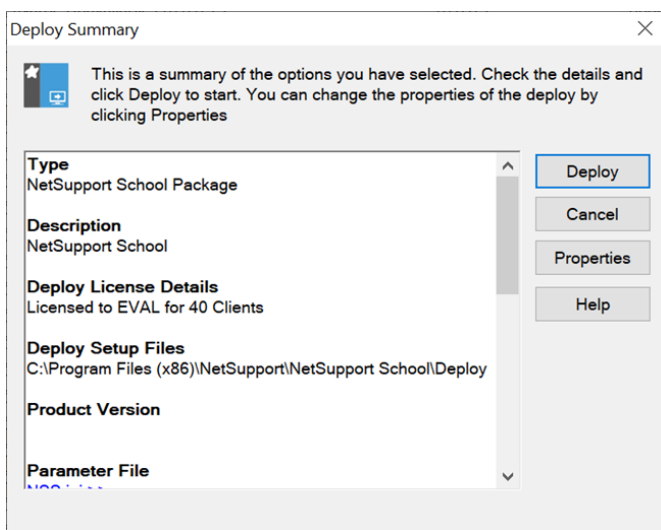 Deploy Summary
This is a summary of the options you have selected. Check the details and
click Deploy to start. You can change the properties of the deploy by
clicking Properties
Type
NetSupport School Package
Description
NetSupport School
Deploy License Details
Licensed to EVAL for 40 Clients
Deploy Setup Files
C:\Program Files (x86)\NetSupport\NetSupport School\Deploy
Product Version
Parameter File
Deploy
Cancel
Properties
Help